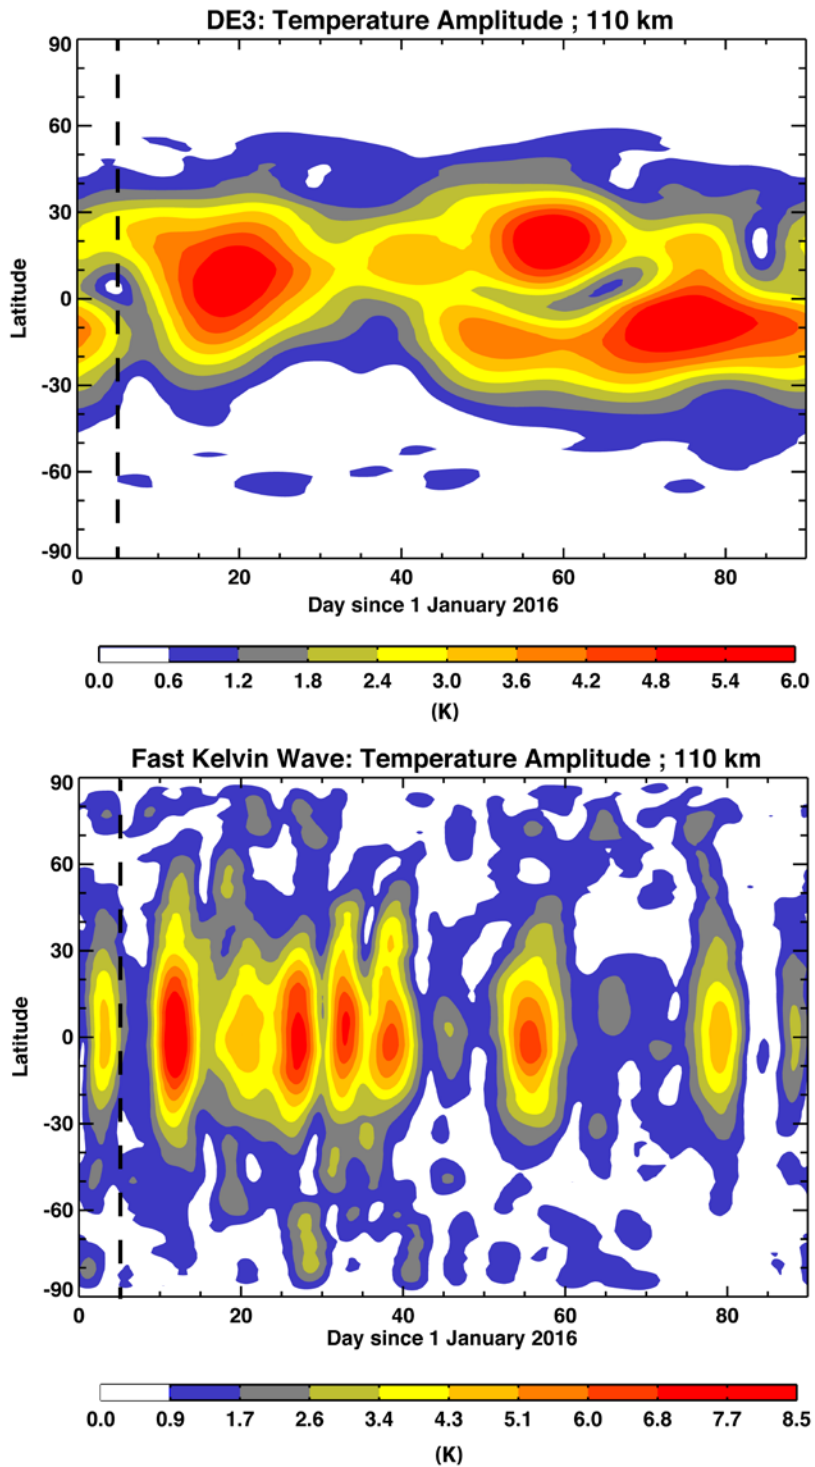 DE3: Temperature Amplitude ; 110 km
90
60
30
0
-30
-60
-90
Latitude
0 20 40 60 80
Day since 1 January 2016
0.0 0.6 1.2 1.8 2.4 3.0 3.6 4.2 4.8 5.4 6.0
(K)
Fast Kelvin Wave: Temperature Amplitude ; 110 km
90
60
30
0
-30
-60
-90
Latitude
0 20 40 60 80
Day since 1 January 2016
0.0 0.9 1.7 2.6 3.4 4.3 5.1 6.0 6.8 7.7 8.5
(K)